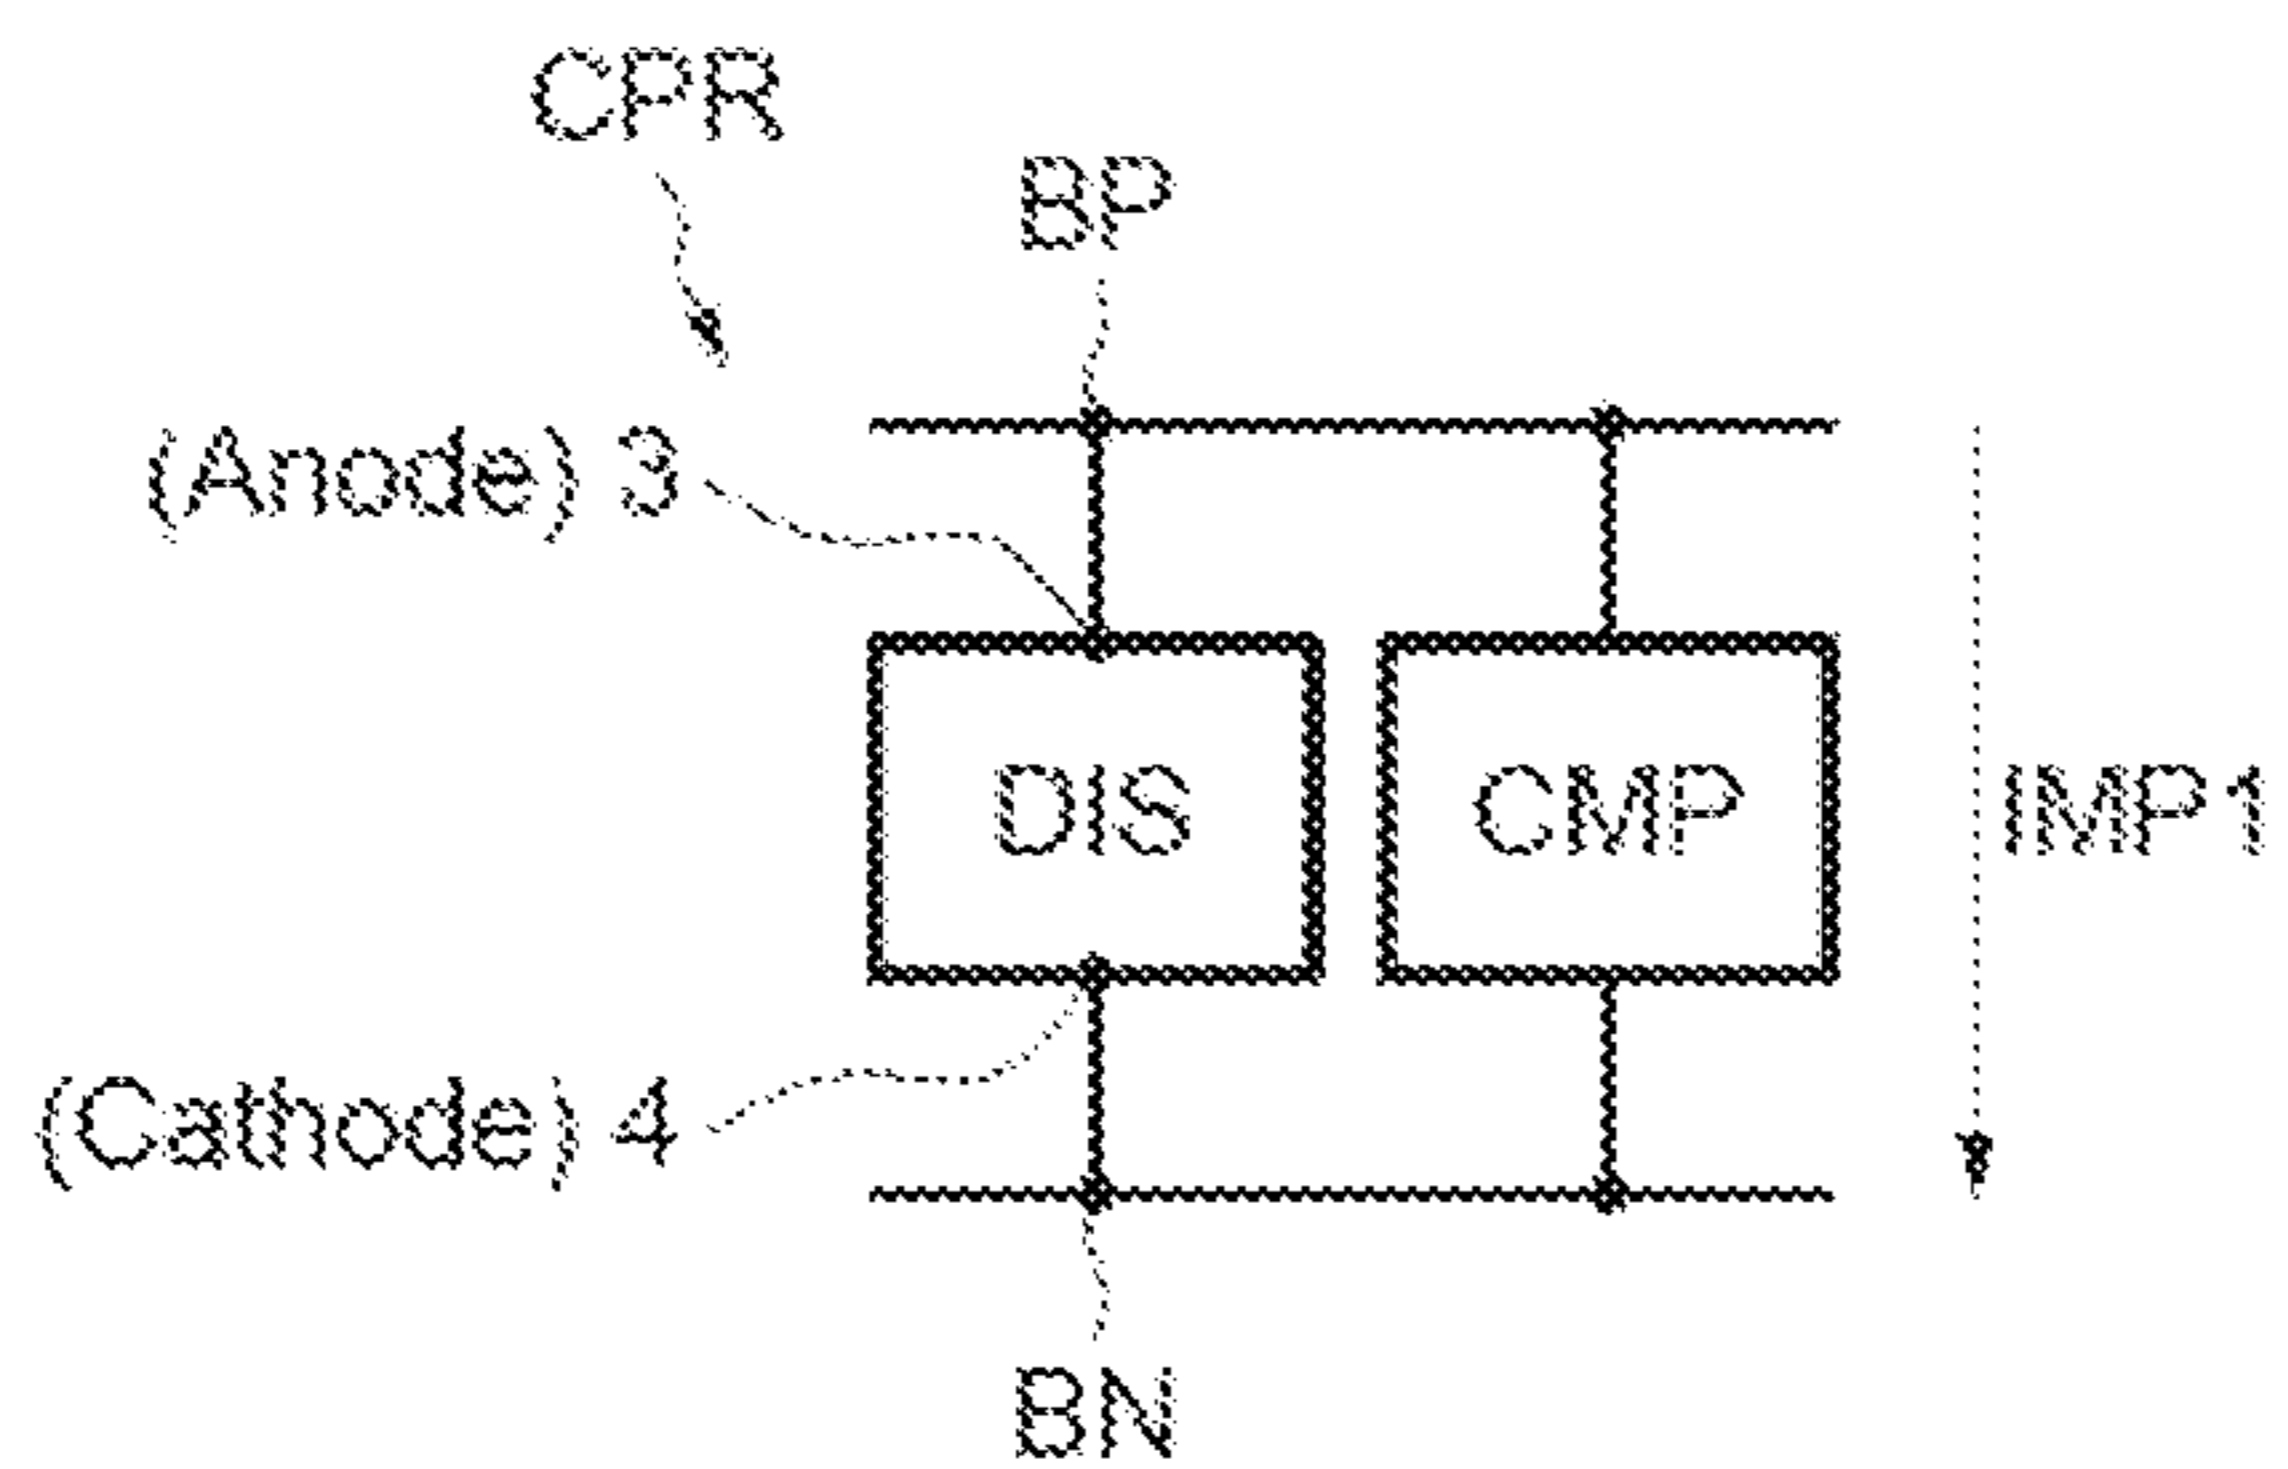 CPR
BP
(Anode) 3
DIS
CMP
IMP1
(Cathode) 4
BN